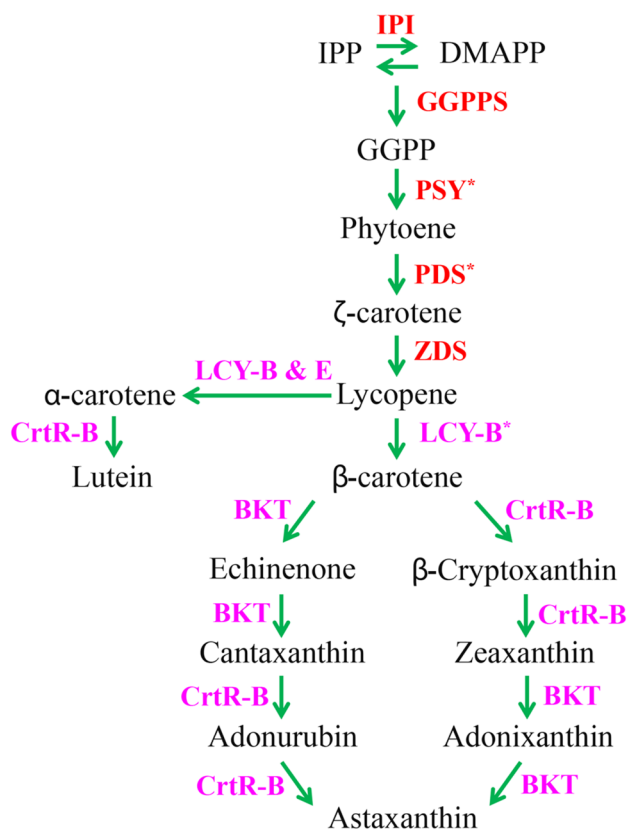 IPI
IPP DMAPP
GGPPS
GGPP
PSY*
Phytoene
PDS*
ζ-carotene
ZDS
LCY-B & E
α-carotene Lycopene
CrtR-B LCY-B*
Lutein β-carotene
BKT CrtR-B
Echinenone β-Cryptoxanthin
BKT CrtR-B
Cantaxanthin Zeaxanthin
CrtR-B BKT
Adonurubin Adonixanthin
CrtR-B BKT
Astaxanthin